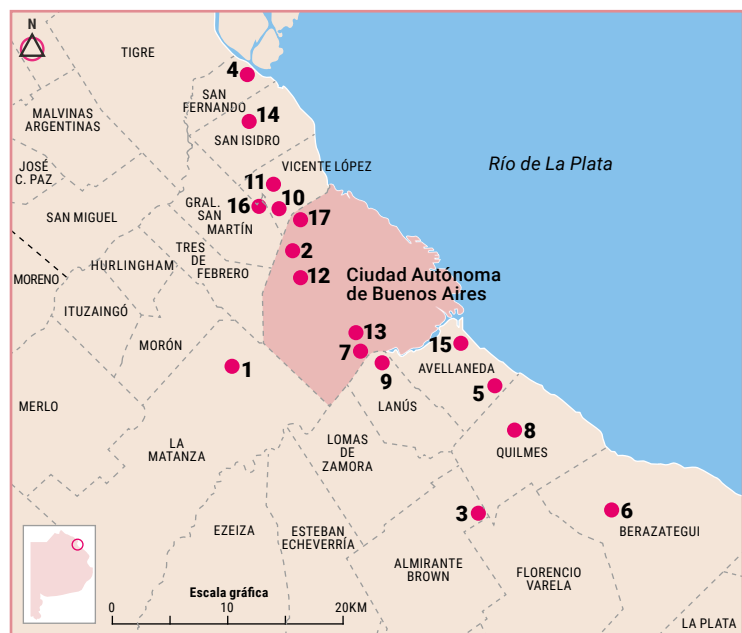 N
TIGRE
4
SAN
FERNANDO
14
MALVINAS
ARGENTINAS
SAN ISIDRO
JOSÉ
C. PAZ
VICENTE LÓPEZ
Río de La Plata
11
16
10
GRAL.
SAN
MARTÍN
17
SAN MIGUEL
TRES
DE
FEBRERO
2
HURLINGHAM
MORENO
12
Ciudad Autónoma
de Buenos Aires
ITUZAINGÓ
13
MORÓN
7
15
1
9
AVELLANEDA
5
MERLO
LANÚS
8
LA
MATANZA
LOMAS
DE
ZAMORA
QUILMES
3
6
EZEIZA
ESTEBAN
ECHEVERRÍA
BERAZATEGUI
ALMIRANTE
BROWN
FLORENCIO
VARELA
Escala gráfica
0
10
20KM
LA PLATA